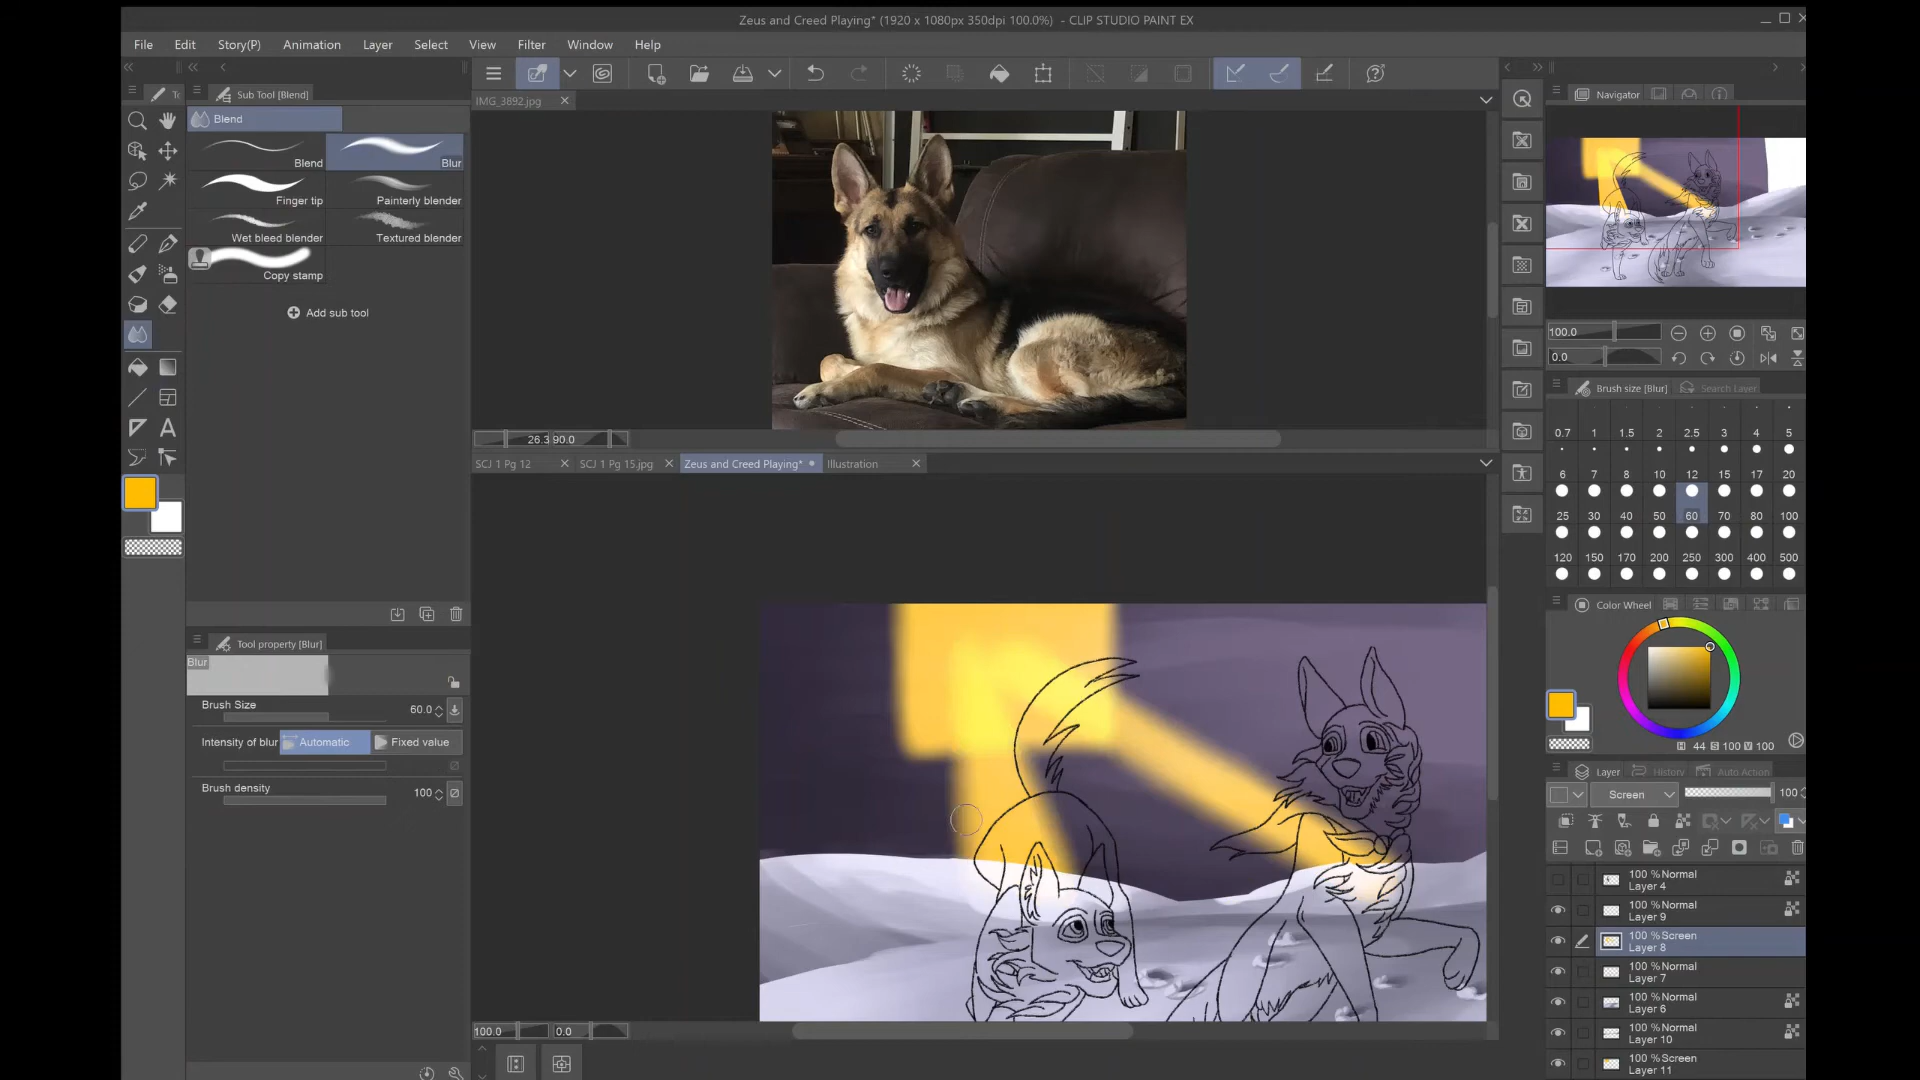 Zeus and Creed Playing* (1920 x 1080px 350dpi 100.0%) - CLIP STUDIO PAINT EX
File Edit Story(P) Animation Layer Select View Filter Window Help
Sub Tool [Blend]
Blend
Blend Blur
Finger tip Painterly blender
Wet bleed blender Textured blender
Copy stamp
Add sub tool
Tool property [Blur]
Blur
Brush Size 60.0
Intensity of blur Automatic Fixed value
Brush density 100
IMG_3892.jpg
26.3 90.0
SCJ 1 Pg 12 SCJ 1 Pg 15.jpg Zeus and Creed Playing* Illustration
100.0 0.0
Navigator
100.0
0.0
Brush size [Blur] Search Layer
0.7 1 1.5 2 2.5 3 4 5
6 7 8 10 12 15 17 20
25 30 40 50 60 70 80 100
120 150 170 200 250 300 400 500
Color Wheel
H 44 S 100 V 100
Layer History Auto Action
Screen 100
100 % Normal
Layer 4
100 % Normal
Layer 9
100 % Screen
Layer 8
100 % Normal
Layer 7
100 % Normal
Layer 6
100 % Normal
Layer 10
100 % Screen
Layer 11